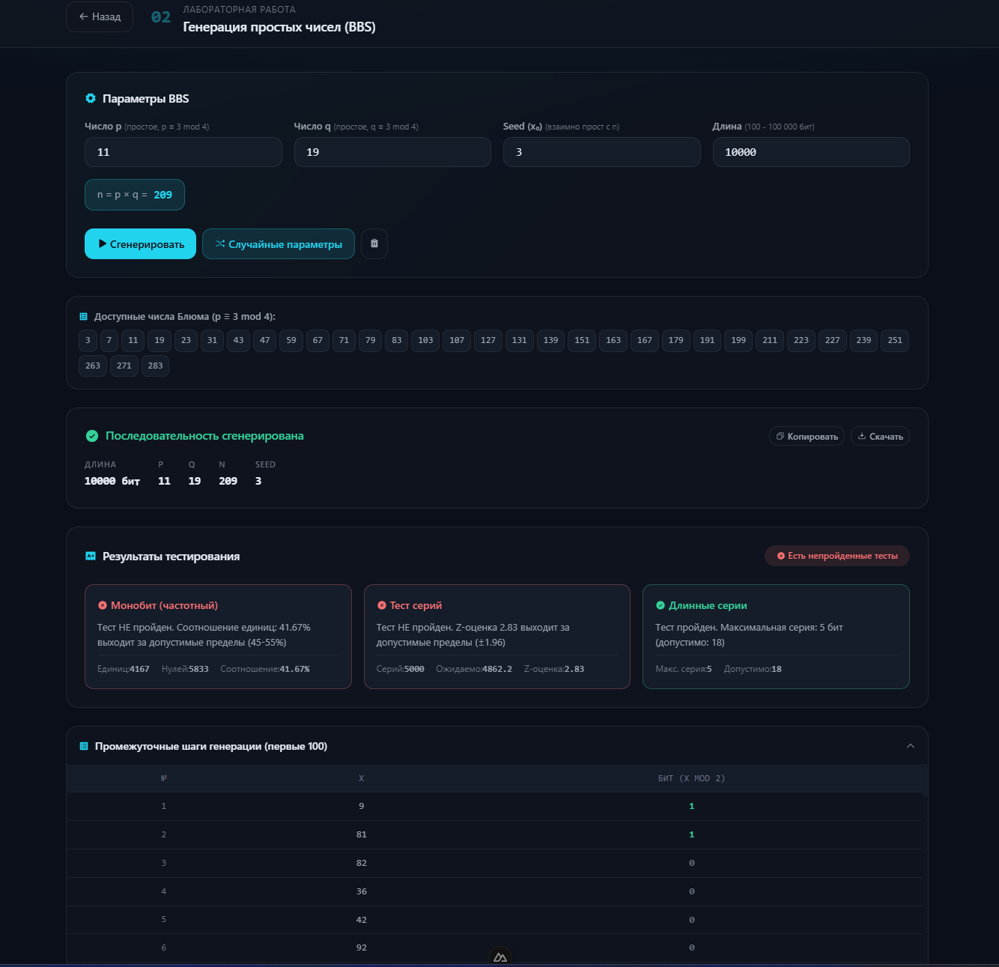 ← Назад
02
ЛАБОРАТОРНАЯ РАБОТА
Генерация простых чисел (BBS)
Параметры BBS
Число p (простое, p ≡ 3 mod 4)
Число q (простое, q ≡ 3 mod 4)
Seed (x₀) (взаимно прост с n)
Длина (100 - 100 000 бит)
11
19
3
10000
n = p × q = 209
Сгенерировать
Случайные параметры
Доступные числа Блюма (p ≡ 3 mod 4):
3 7 11 19 23 31 43 47 59 67 71 79 83 103 107 127 131 139 151 163 167 179 191 199 211 223 227 239 251
263 271 283
Последовательность сгенерирована
Копировать
Скачать
ДЛИНА P Q N SEED
10000 бит 11 19 209 3
Результаты тестирования
Есть непройденные тесты
Монобит (частотный)
Тест НЕ пройден. Соотношение единиц: 41.67%
выходит за допустимые пределы (45-55%)
Единиц:4167 Нулей:5833 Соотношение:41.67%
Тест серий
Тест НЕ пройден. Z-оценка 2.83 выходит за
допустимые пределы (±1.96)
Серий:5000 Ожидаемо:4862.2 Z-оценка:2.83
Длинные серии
Тест пройден. Максимальная серия: 5 бит
(допустимо: 18)
Макс. серия:5 Допустимо:18
Промежуточные шаги генерации (первые 100)
№ X БИТ (X MOD 2)
1 9 1
2 81 1
3 82 0
4 36 0
5 42 0
6 92 0